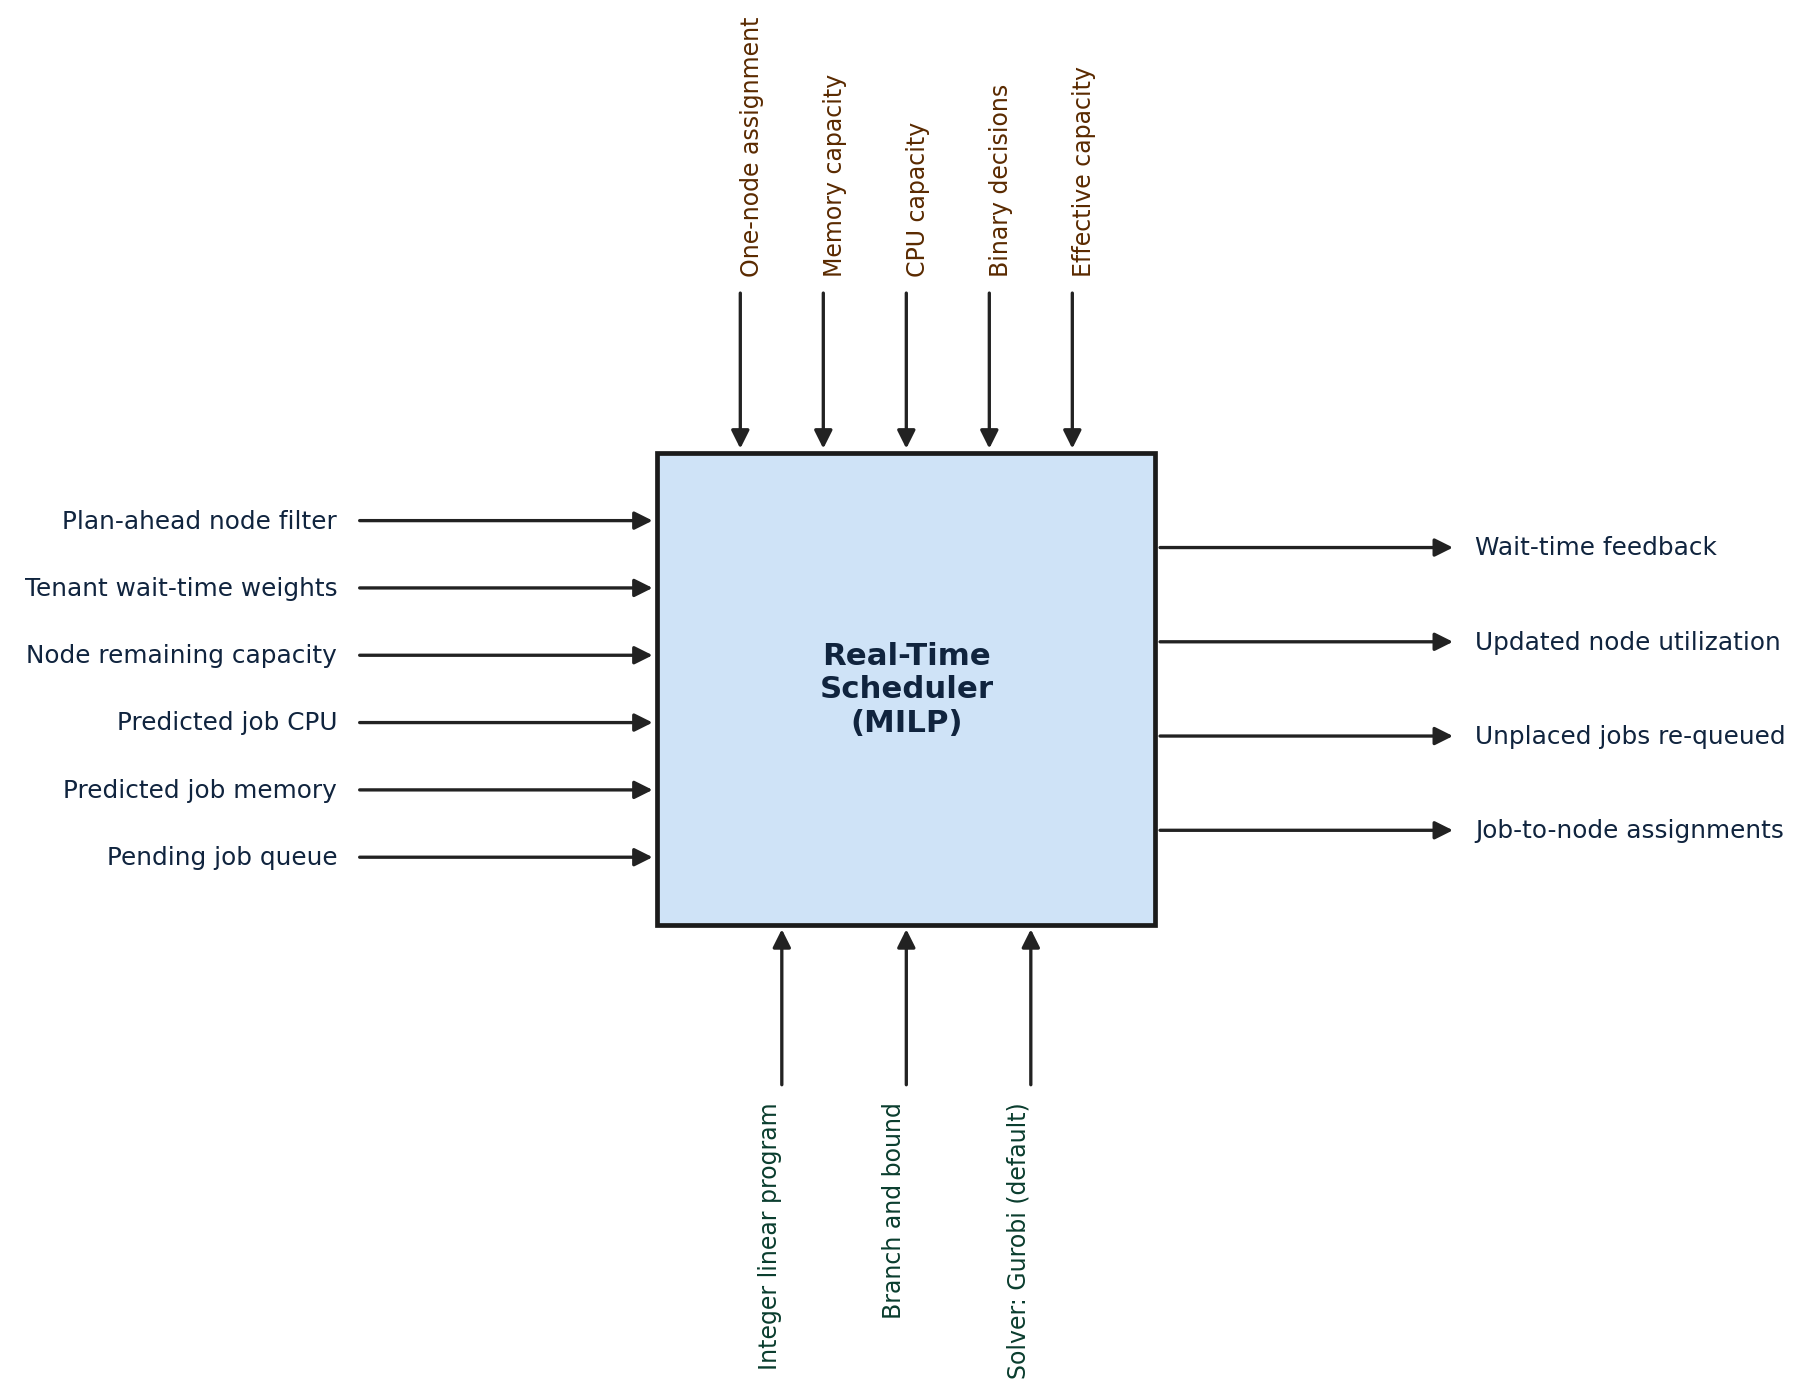 One-node assignment
Memory capacity
CPU capacity
Binary decisions
Effective capacity
Plan-ahead node filter
Tenant wait-time weights
Node remaining capacity
Predicted job CPU
Predicted job memory
Pending job queue
Real-Time
Scheduler
(MILP)
Wait-time feedback
Updated node utilization
Unplaced jobs re-queued
Job-to-node assignments
Integer linear program
Branch and bound
Solver: Gurobi (default)